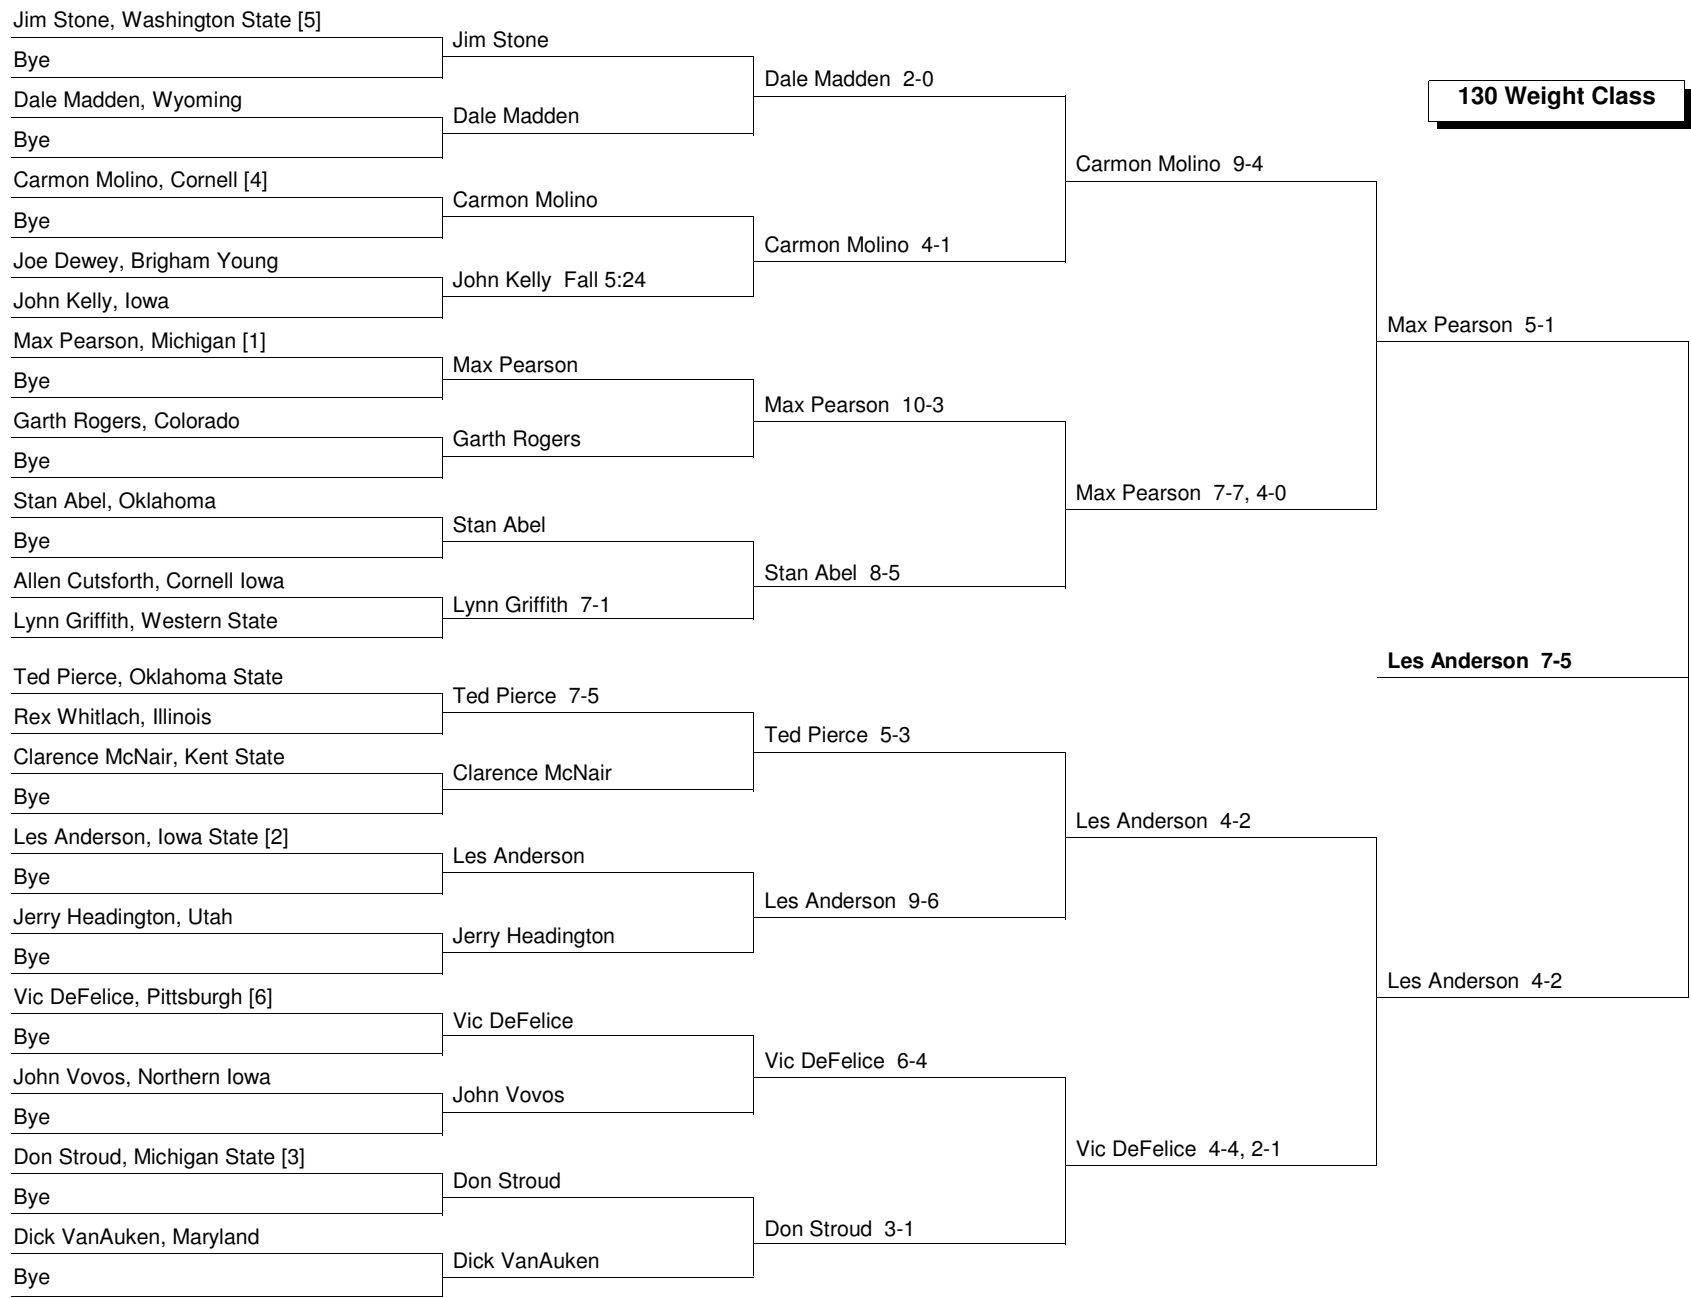 Jim Stone, Washington State [5]
Bye
Dale Madden, Wyoming
Bye
Carmon Molino, Cornell [4]
Bye
Joe Dewey, Brigham Young
John Kelly, Iowa
Max Pearson, Michigan [1]
Bye
Garth Rogers, Colorado
Bye
Stan Abel, Oklahoma
Bye
Allen Cutsforth, Cornell Iowa
Lynn Griffith, Western State
Ted Pierce, Oklahoma State
Rex Whitlach, Illinois
Clarence McNair, Kent State
Bye
Les Anderson, Iowa State [2]
Bye
Jerry Headington, Utah
Bye
Vic DeFelice, Pittsburgh [6]
Bye
John Vovos, Northern Iowa
Bye
Don Stroud, Michigan State [3]
Bye
Dick VanAuken, Maryland
Bye
Jim Stone
Dale Madden
Carmon Molino
John Kelly  Fall 5:24
Max Pearson
Garth Rogers
Stan Abel
Lynn Griffith  7-1
Ted Pierce  7-5
Clarence McNair
Les Anderson
Jerry Headington
Vic DeFelice
John Vovos
Don Stroud
Dick VanAuken
Dale Madden  2-0
Carmon Molino  4-1
Max Pearson  10-3
Stan Abel  8-5
Ted Pierce  5-3
Les Anderson  9-6
Vic DeFelice  6-4
Don Stroud  3-1
Carmon Molino  9-4
Max Pearson  7-7, 4-0
Les Anderson  4-2
Vic DeFelice  4-4, 2-1
130 Weight Class
Max Pearson  5-1
Les Anderson  7-5
Les Anderson  4-2